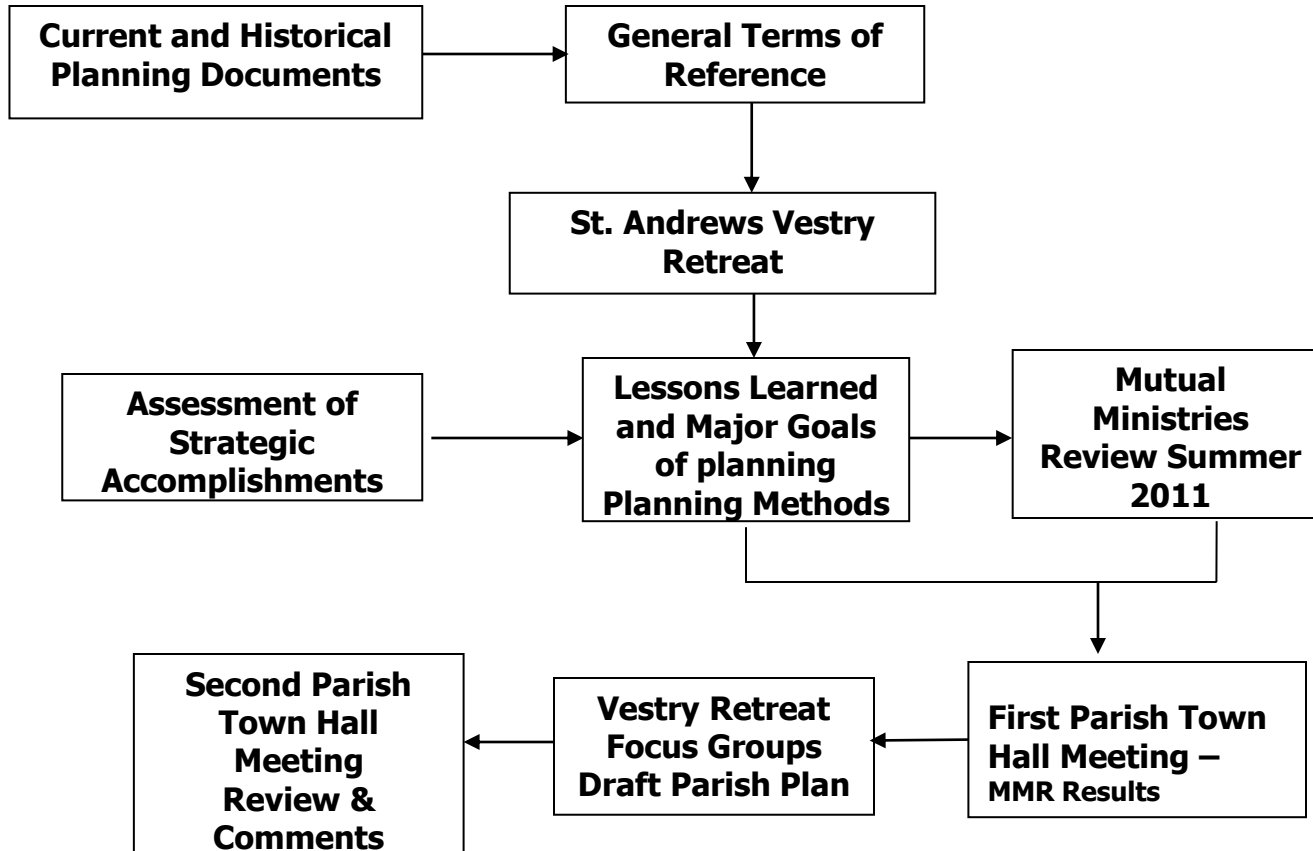 Current and Historical
Planning Documents
General Terms of
Reference
St. Andrews Vestry
Retreat
Assessment of
Strategic
Accomplishments
Lessons Learned
and Major Goals
of planning
Planning Methods
Mutual
Ministries
Review Summer
2011
Second Parish
Town Hall
Meeting
Review &
Comments
Vestry Retreat
Focus Groups
Draft Parish Plan
First Parish Town
Hall Meeting –
MMR Results